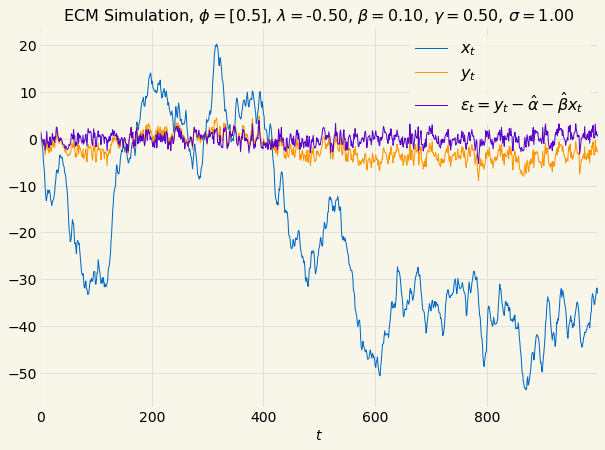 ECM Simulation, ϕ = [0.5], λ = -0.50, β = 0.10, γ = 0.50, σ = 1.00
x_t
y_t
ε_t = y_t − α̂ − β̂x_t
20
10
0
−10
−20
−30
−40
−50
0 200 400 600 800
t